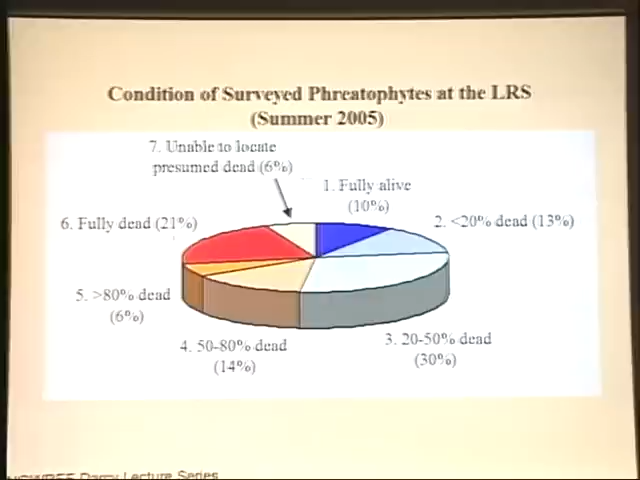 Condition of Surveyed Phreatophytes at the LRS
(Summer 2005)
7. Unable to locate
presumed dead (6%)
1. Fully alive
(10%)
2. <20% dead (13%)
6. Fully dead (21%)
5. >80% dead
(6%)
4. 50-80% dead
(14%)
3. 20-50% dead
(30%)
Darcy Lecture Series